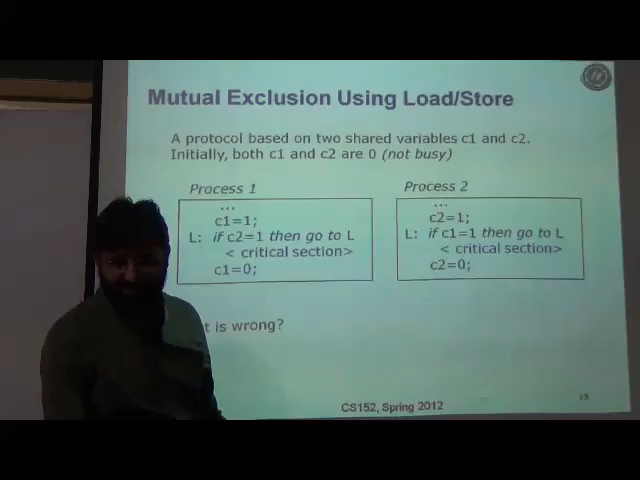 Mutual Exclusion Using Load/Store
A protocol based on two shared variables c1 and c2.
Initially, both c1 and c2 are 0 (not busy)
Process 1
...
c1=1;
L: if c2=1 then go to L
< critical section>
c1=0;
Process 2
...
c2=1;
L: if c1=1 then go to L
< critical section>
c2=0;
t is wrong?
CS152, Spring 2012